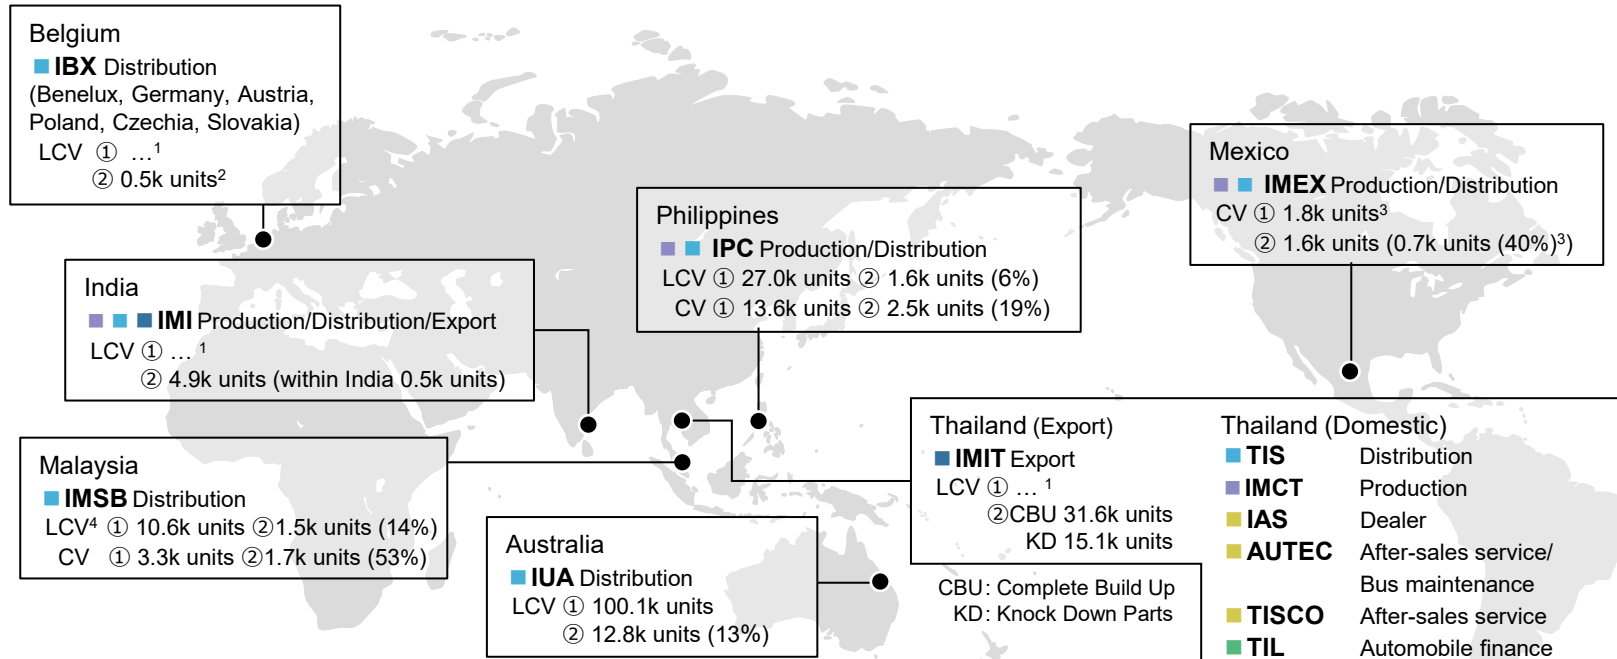 Belgium
IBX Distribution
(Benelux, Germany, Austria,
Poland, Czechia, Slovakia)
LCV ① …¹
② 0.5k units²
India
IMI Production/Distribution/Export
LCV ① … ¹
② 4.9k units (within India 0.5k units)
Malaysia
IMSB Distribution
LCV⁴ ① 10.6k units ②1.5k units (14%)
CV ① 3.3k units ②1.7k units (53%)
Philippines
IPC Production/Distribution
LCV ① 27.0k units ② 1.6k units (6%)
CV ① 13.6k units ② 2.5k units (19%)
Australia
IUA Distribution
LCV ① 100.1k units
② 12.8k units (13%)
Mexico
IMEX Production/Distribution
CV ① 1.8k units³
② 1.6k units (0.7k units (40%)³)
Thailand (Export)
IMIT Export
LCV ① … ¹
②CBU 31.6k units
KD 15.1k units
CBU: Complete Build Up
KD: Knock Down Parts
Thailand (Domestic)
TIS Distribution
IMCT Production
IAS Dealer
AUTEC After-sales service/
Bus maintenance
TISCO After-sales service
TIL Automobile finance